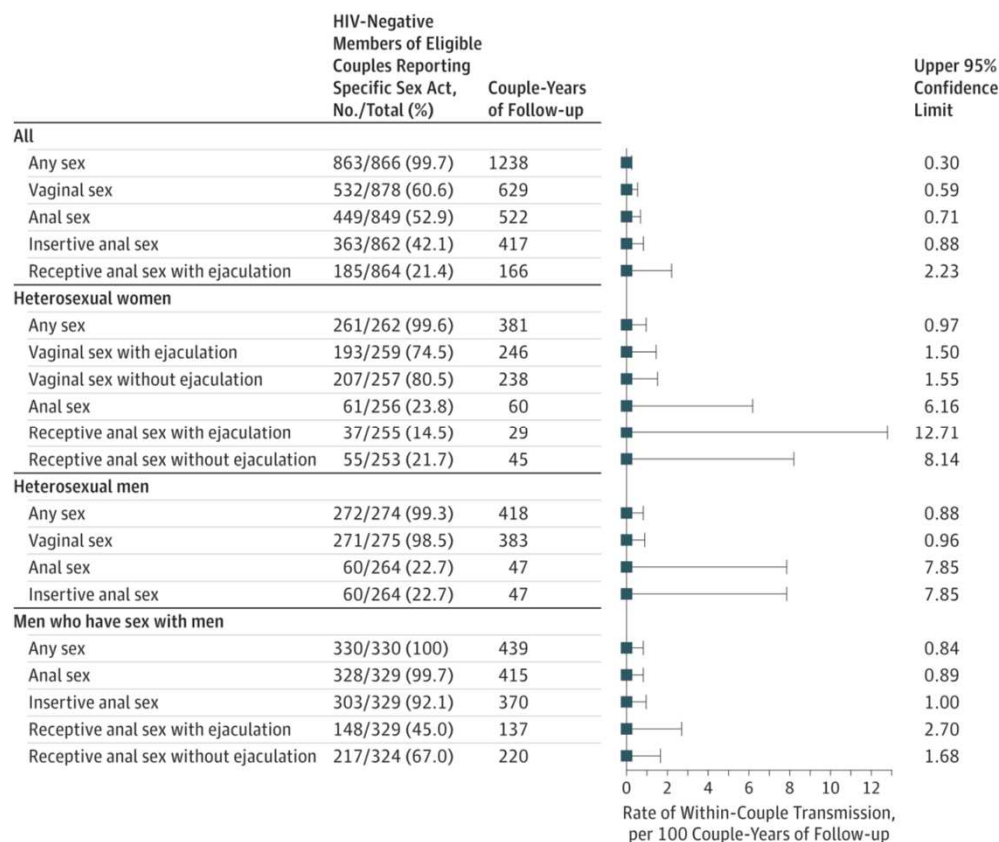 HIV-Negative
Members of Eligible
Couples Reporting
Specific Sex Act,
No./Total (%)
Couple-Years
of Follow-up
Upper 95%
Confidence
Limit
All
Any sex 863/866 (99.7) 1238 0.30
Vaginal sex 532/878 (60.6) 629 0.59
Anal sex 449/849 (52.9) 522 0.71
Insertive anal sex 363/862 (42.1) 417 0.88
Receptive anal sex with ejaculation 185/864 (21.4) 166 2.23
Heterosexual women
Any sex 261/262 (99.6) 381 0.97
Vaginal sex with ejaculation 193/259 (74.5) 246 1.50
Vaginal sex without ejaculation 207/257 (80.5) 238 1.55
Anal sex 61/256 (23.8) 60 6.16
Receptive anal sex with ejaculation 37/255 (14.5) 29 12.71
Receptive anal sex without ejaculation 55/253 (21.7) 45 8.14
Heterosexual men
Any sex 272/274 (99.3) 418 0.88
Vaginal sex 271/275 (98.5) 383 0.96
Anal sex 60/264 (22.7) 47 7.85
Insertive anal sex 60/264 (22.7) 47 7.85
Men who have sex with men
Any sex 330/330 (100) 439 0.84
Anal sex 328/329 (99.7) 415 0.89
Insertive anal sex 303/329 (92.1) 370 1.00
Receptive anal sex with ejaculation 148/329 (45.0) 137 2.70
Receptive anal sex without ejaculation 217/324 (67.0) 220 1.68
0 2 4 6 8 10 12
Rate of Within-Couple Transmission,
per 100 Couple-Years of Follow-up